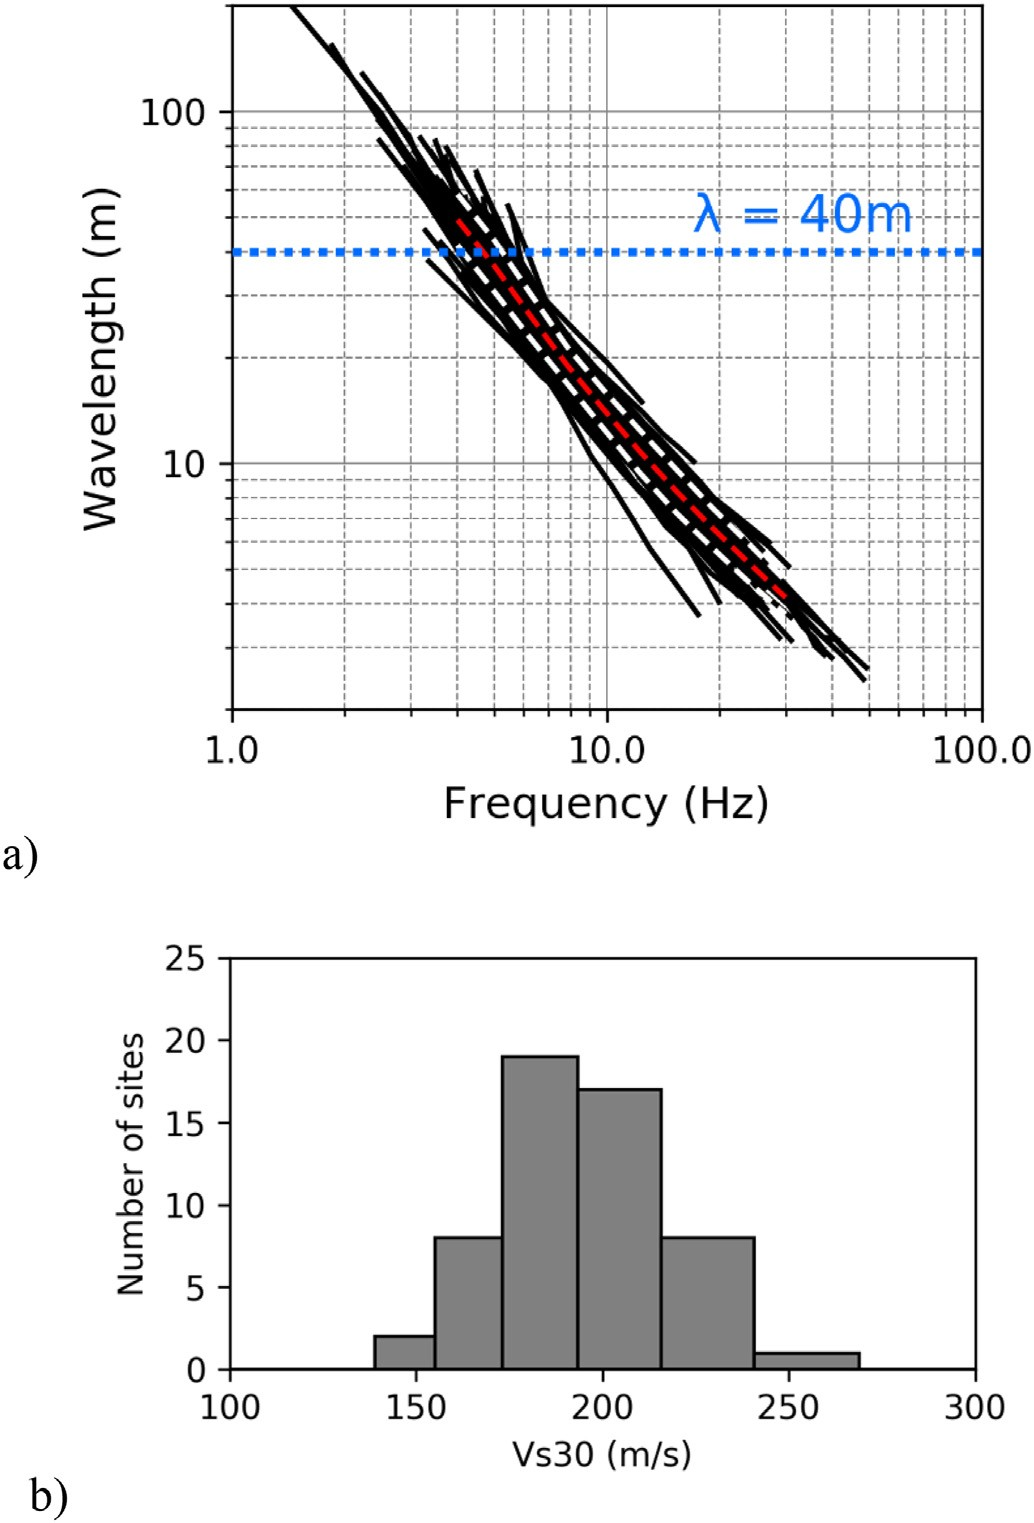 100
10
Wavelength (m)
λ = 40m
1.0 10.0 100.0
Frequency (Hz)
a)
25
20
15
10
5
0
Number of sites
100 150 200 250 300
Vs30 (m/s)
b)